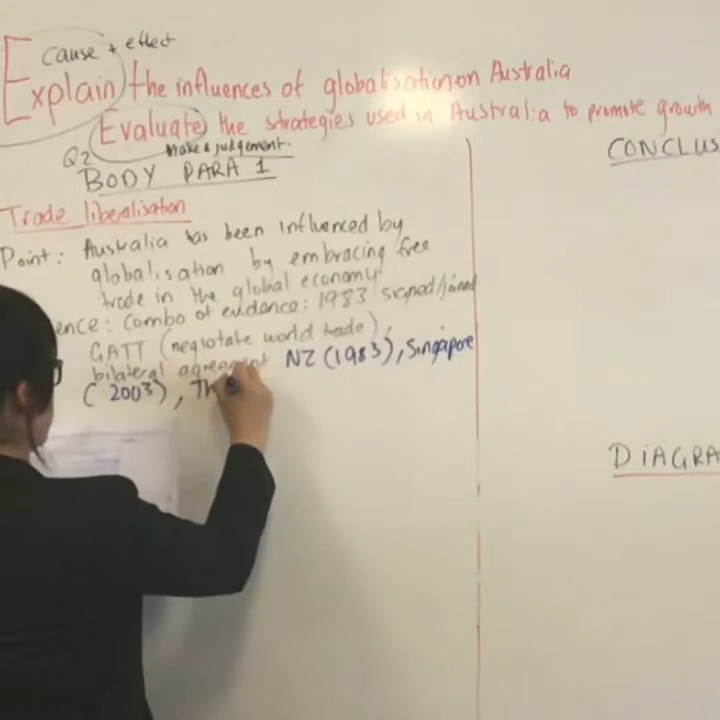 Cause + effect
Explain the influences of globalisation on Australia
Evaluate the strategies used in Australia to promote growth
Q2 Make a judgement.
BODY PARA 1
CONCLUS
Trade liberalisation
Point: Australia has been influenced by
globalisation by embracing free
trade in the global economy
ence: combo of evidence: 1983 signed/joined
GATT (negiotate world trade),
bilateral agreement NZ (1983), Singapore
(2003), Th
DIAGRA